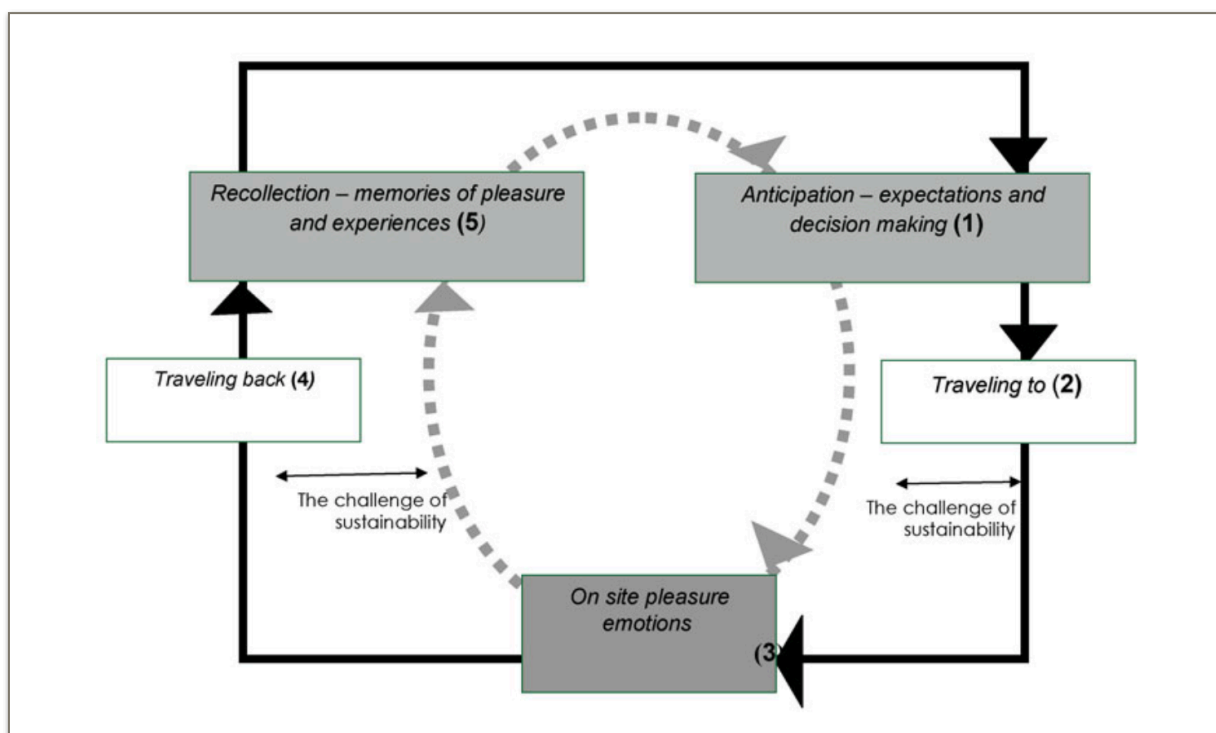 Recollection – memories of pleasure
and experiences (5)
Anticipation – expectations and
decision making (1)
Traveling back (4)
Traveling to (2)
The challenge of
sustainability
The challenge of
sustainability
On site pleasure
emotions
(3)